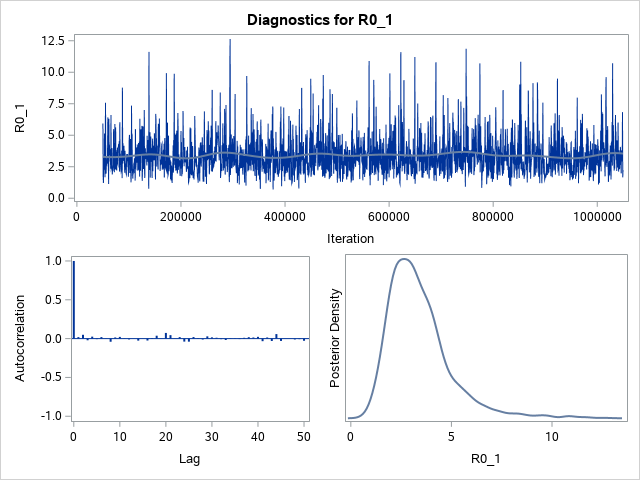 Diagnostics for R0_1
12.5
10.0
7.5
5.0
2.5
0.0
R0_1
0 200000 400000 600000 800000 1000000
Iteration
1.0
0.5
0.0
-0.5
-1.0
Autocorrelation
0 10 20 30 40 50
Lag
Posterior Density
0 5 10
R0_1